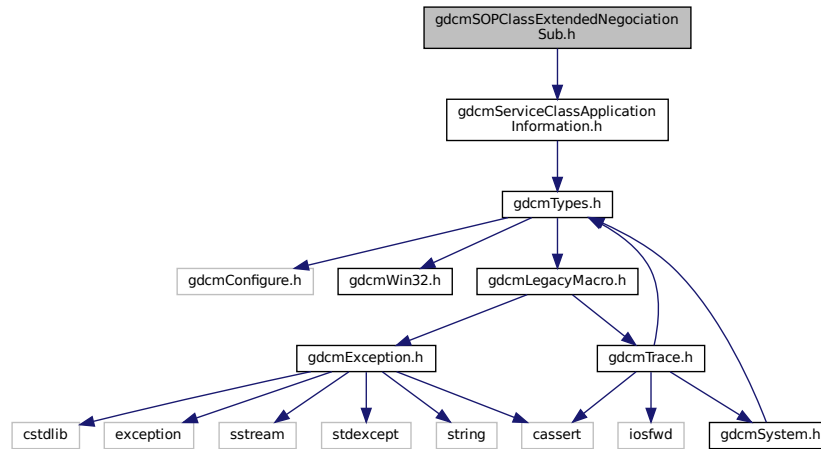 gdcmSOPClassExtendedNegociation
Sub.h
gdcmServiceClassApplication
Information.h
gdcmTypes.h
gdcmConfigure.h
gdcmWin32.h
gdcmLegacyMacro.h
gdcmException.h
gdcmTrace.h
cstdlib
exception
sstream
stdexcept
string
cassert
iosfwd
gdcmSystem.h